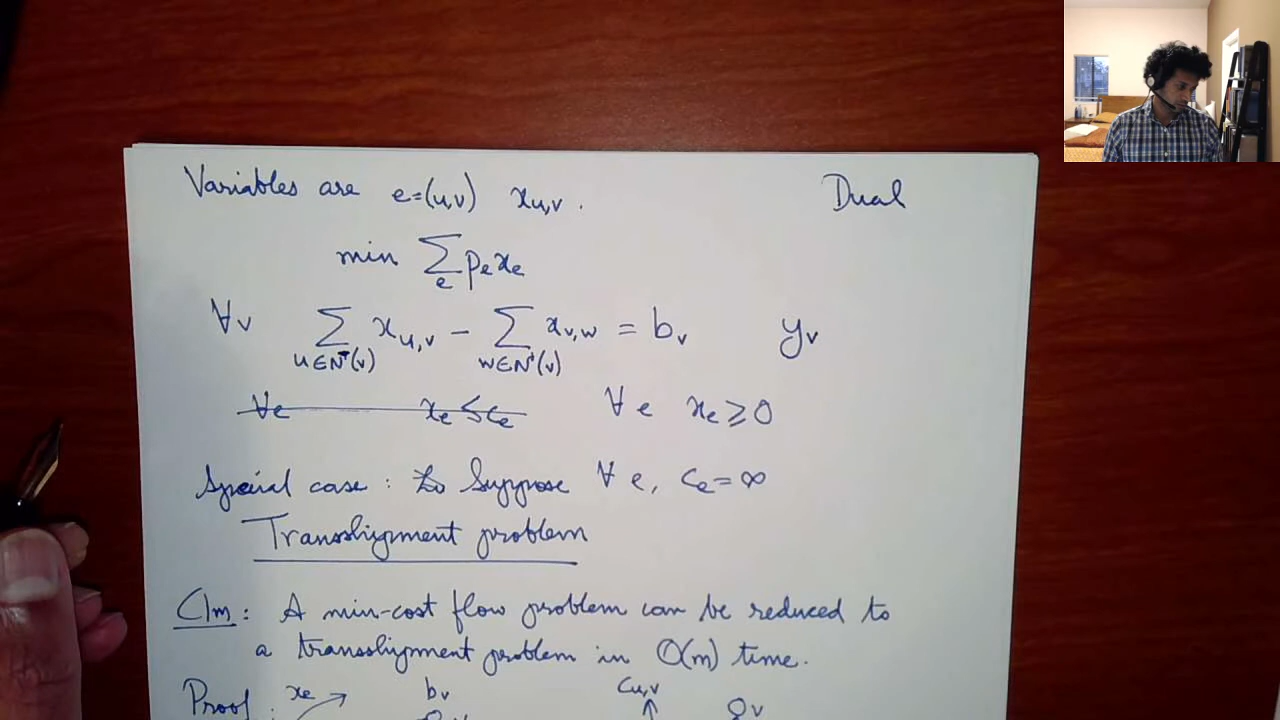 Variables are e=(u,v) x_{u,v}. Dual
min ∑_e p_e x_e
∀v ∑_{u∈N^-(v)} x_{u,v} − ∑_{w∈N^+(v)} x_{v,w} = b_v y_v
∀e x_e ≤ c_e ∀e x_e ≥ 0
Special case: Suppose ∀ e, c_e = ∞
Transshipment problem
Clm: A min-cost flow problem can be reduced to
a transshipment problem in O(m) time.
Proof: x_e b_v c_{u,v} v